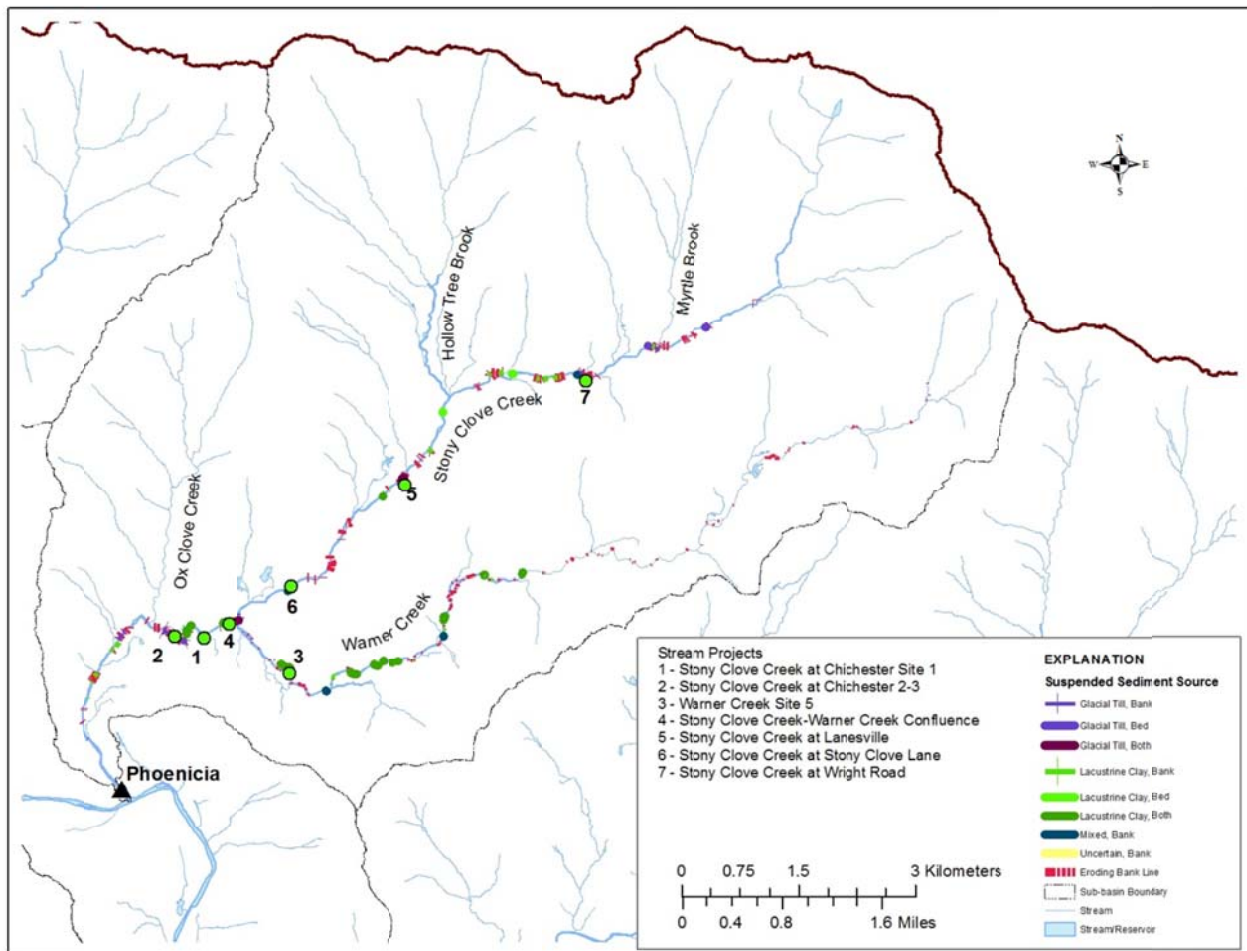 N
W E
S
Hollow Tree Brook
Myrtle Brook
Stony Clove Creek
7
5
Ox Clove Creek
6
Warner Creek
2
1
4
3
Phoenicia
Stream Projects
1 - Stony Clove Creek at Chichester Site 1
2 - Stony Clove Creek at Chichester 2-3
3 - Warner Creek Site 5
4 - Stony Clove Creek-Warner Creek Confluence
5 - Stony Clove Creek at Lanesville
6 - Stony Clove Creek at Stony Clove Lane
7 - Stony Clove Creek at Wright Road
0 0.75 1.5 3 Kilometers
0 0.4 0.8 1.6 Miles
EXPLANATION
Suspended Sediment Source
Glacial Till, Bank
Glacial Till, Bed
Glacial Till, Both
Lacustrine Clay, Bank
Lacustrine Clay, Bed
Lacustrine Clay, Both
Mixed, Bank
Uncertain, Bank
Eroding Bank Line
Sub-basin Boundary
Stream
Stream/Reservoir